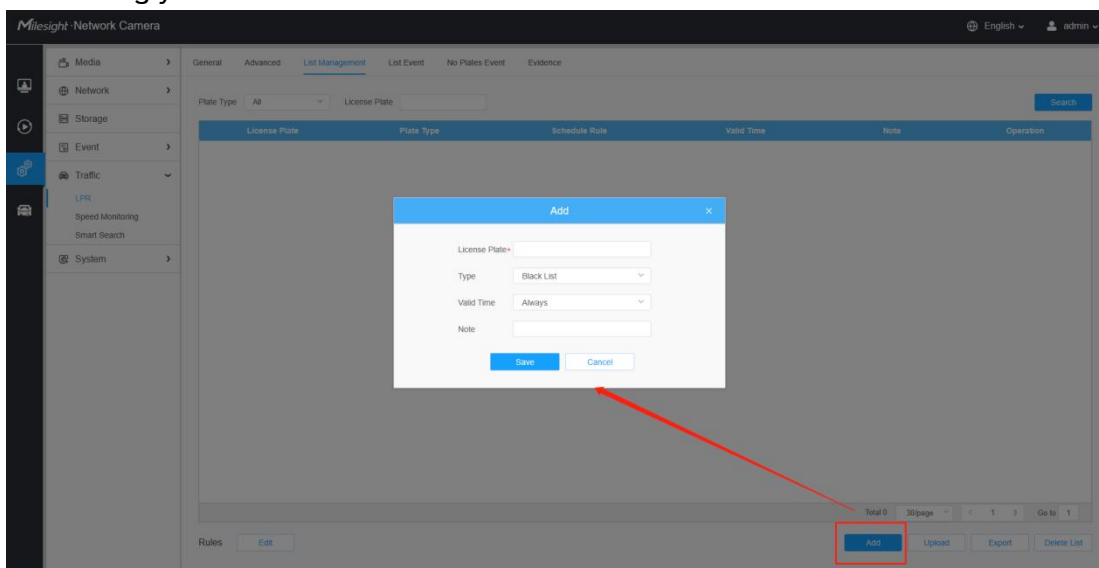 Milesight · Network Camera English admin
Media General Advanced List Management List Event No Plates Event Evidence
Network
Plate Type All License Plate Search
Storage
License Plate Plate Type Schedule Rule Valid Time Note Operation
Event
Traffic
LPR
Speed Monitoring
Smart Search
System
Add ×
License Plate*
Type Black List
Valid Time Always
Note
Save Cancel
Total 0 30/page < 1 > Go to 1
Rules Edit Add Upload Export Delete List